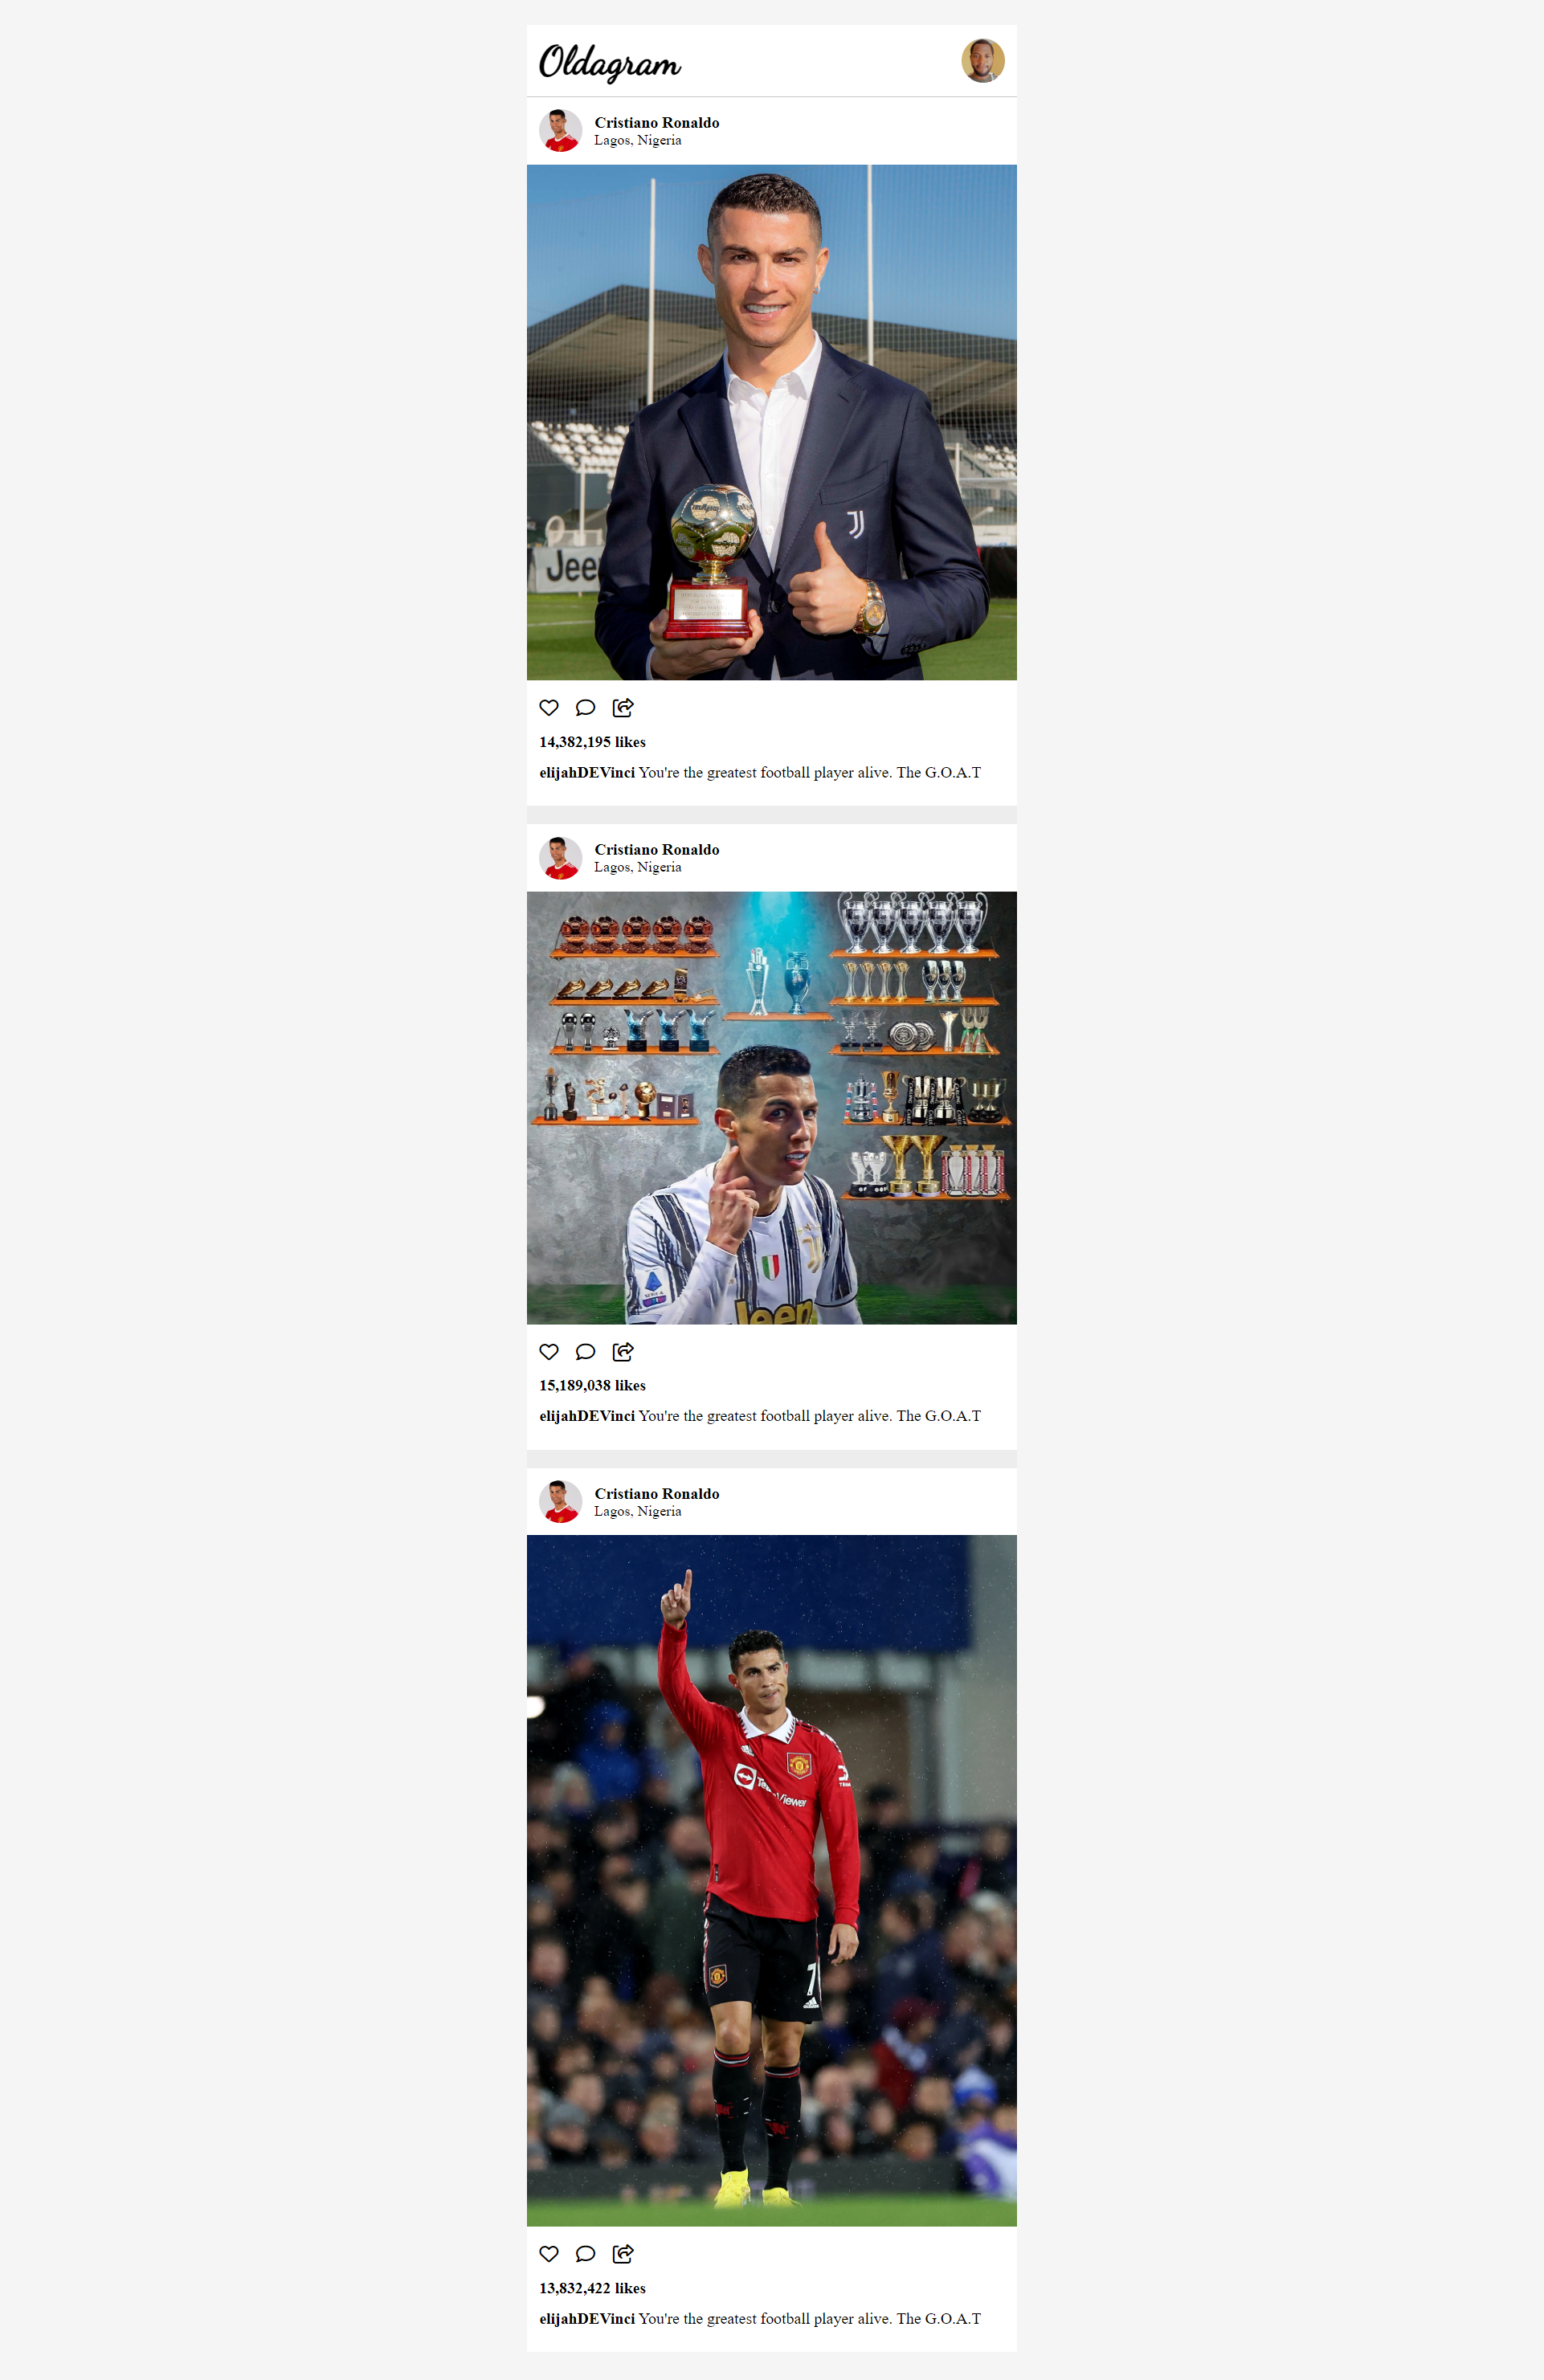 Oldagram
Cristiano Ronaldo
Lagos, Nigeria
Jee
14,382,195 likes
elijahDEVinci You're the greatest football player alive. The G.O.A.T
Cristiano Ronaldo
Lagos, Nigeria
Jeep
15,189,038 likes
elijahDEVinci You're the greatest football player alive. The G.O.A.T
Cristiano Ronaldo
Lagos, Nigeria
TeamViewer
7
13,832,422 likes
elijahDEVinci You're the greatest football player alive. The G.O.A.T